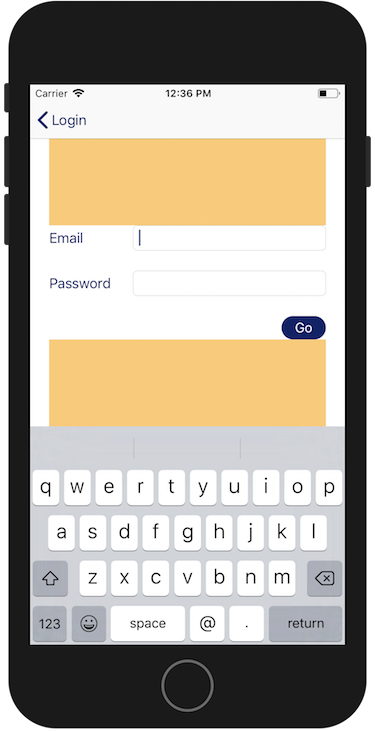 Carrier 12:36 PM
Login
Email
Password
Go
q w e r t y u i o p
a s d f g h j k l
z x c v b n m
123 space @ . return